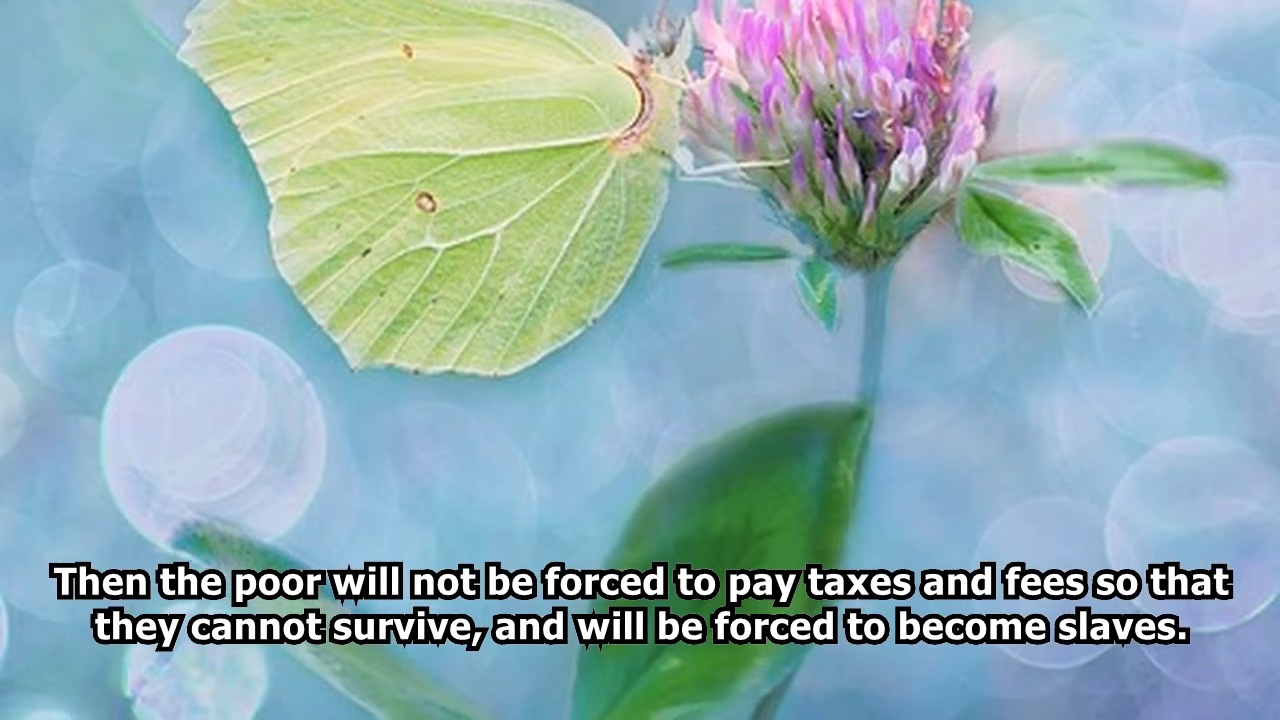 Then the poor will not be forced to pay taxes and fees so that
they cannot survive, and will be forced to become slaves.